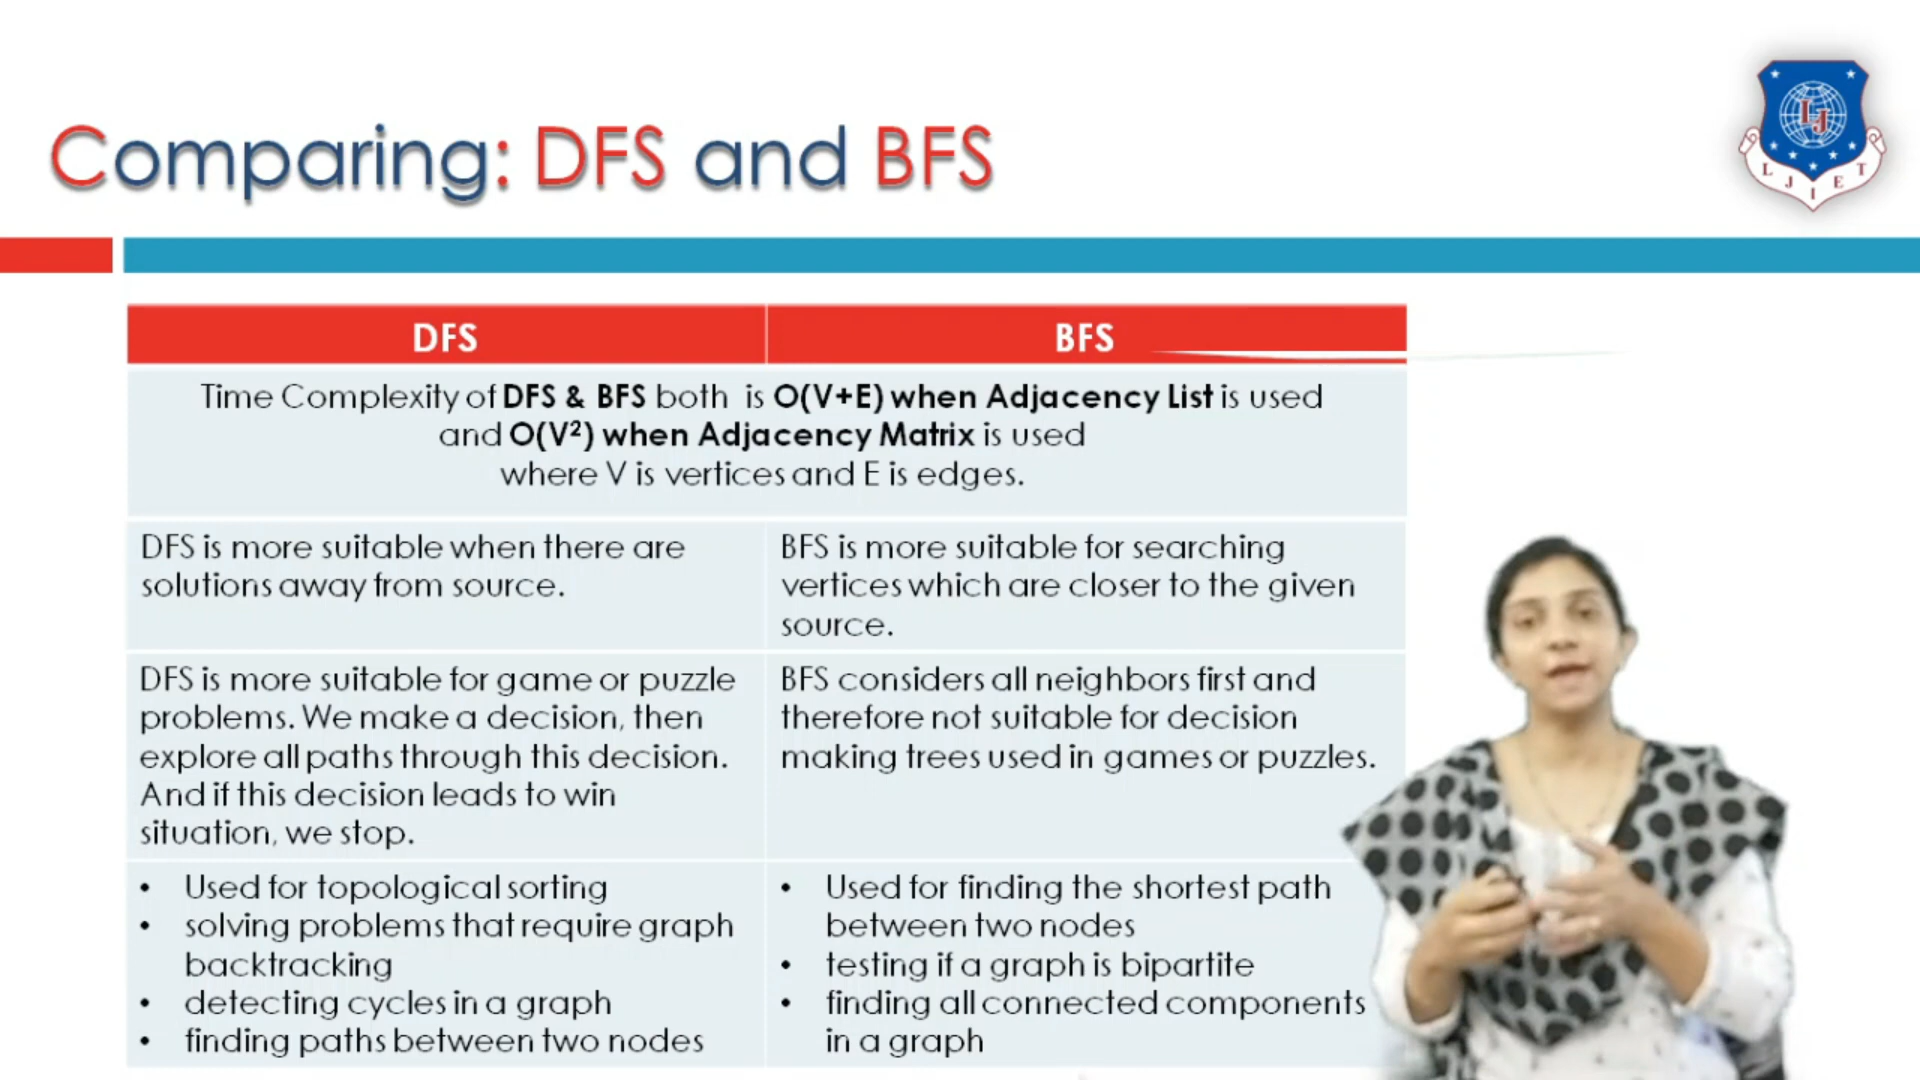 Comparing: DFS and BFS
LJIET
DFS
BFS
Time Complexity of DFS & BFS both is O(V+E) when Adjacency List is used
and O(V²) when Adjacency Matrix is used
where V is vertices and E is edges.
DFS is more suitable when there are
solutions away from source.
BFS is more suitable for searching
vertices which are closer to the given
source.
DFS is more suitable for game or puzzle
problems. We make a decision, then
explore all paths through this decision.
And if this decision leads to win
situation, we stop.
BFS considers all neighbors first and
therefore not suitable for decision
making trees used in games or puzzles.
• Used for topological sorting
• solving problems that require graph
backtracking
• detecting cycles in a graph
• finding paths between two nodes
• Used for finding the shortest path
between two nodes
• testing if a graph is bipartite
• finding all connected components
in a graph